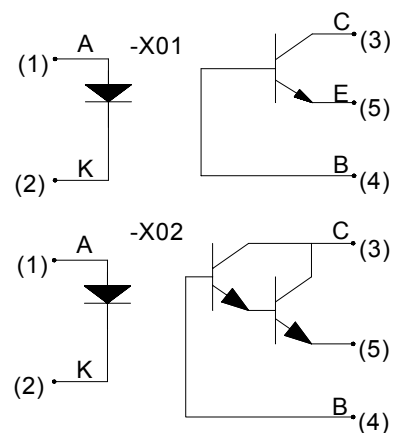 A -X01 C
(1) (3)
E
(5)
K B
(2) (4)
A -X02 C
(1) (3)
(5)
K
(2) B
(4)